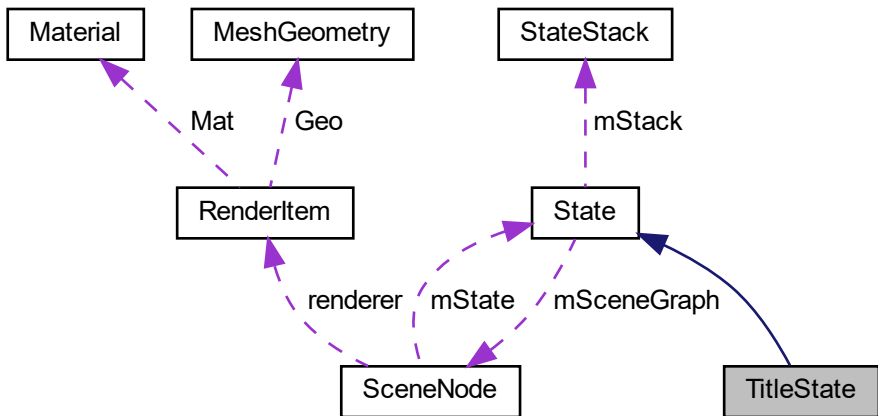 Material
MeshGeometry
StateStack
Mat
Geo
mStack
RenderItem
State
renderer
mState
mSceneGraph
SceneNode
TitleState